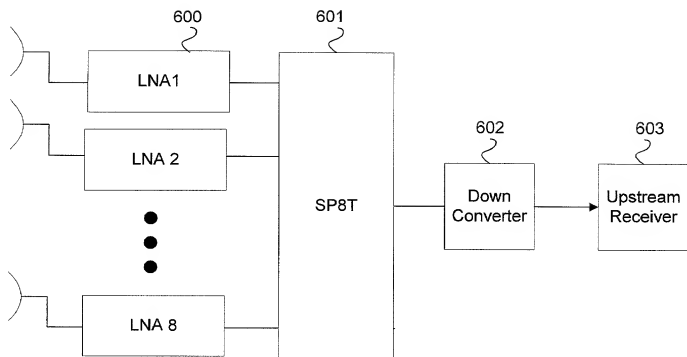 600
601
LNA1
602
603
LNA 2
SP8T
Down
Converter
Upstream
Receiver
LNA 8